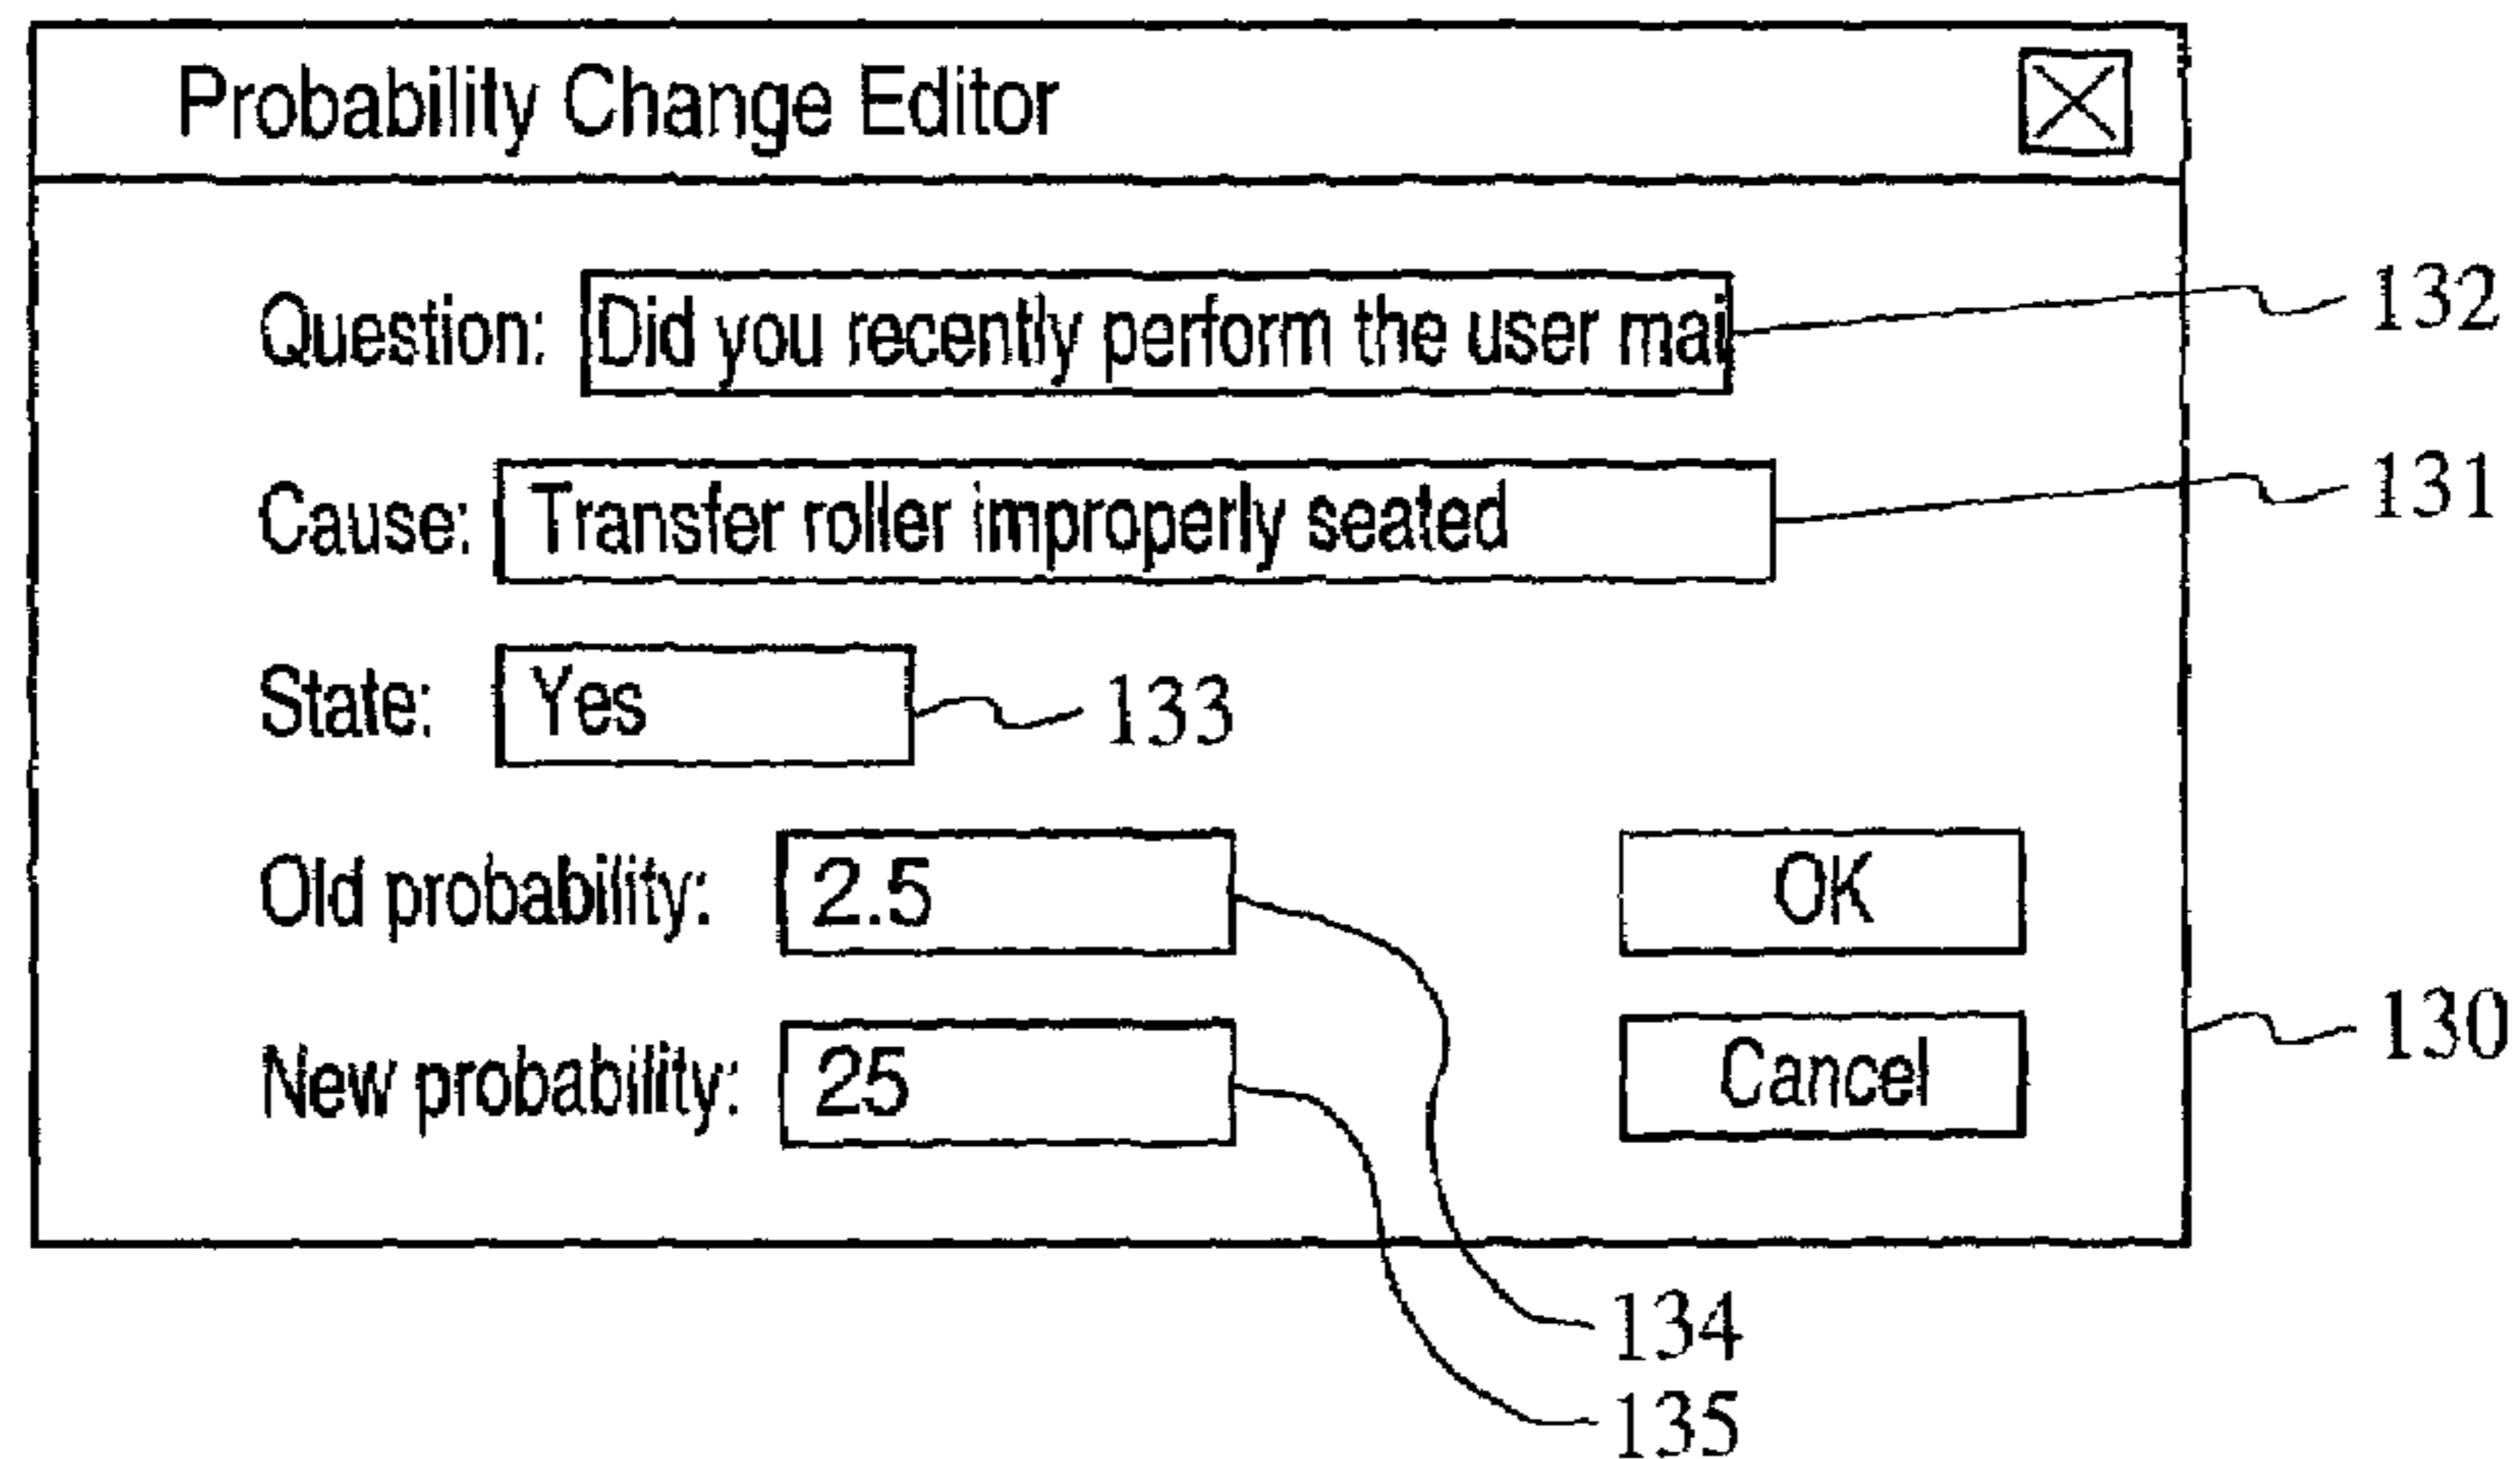 Probability Change Editor
Question: Did you recently perform the user mai
132
Cause: Transfer roller improperly seated
131
State: Yes
133
Old probability: 2.5
OK
New probability: 25
Cancel
130
134
135